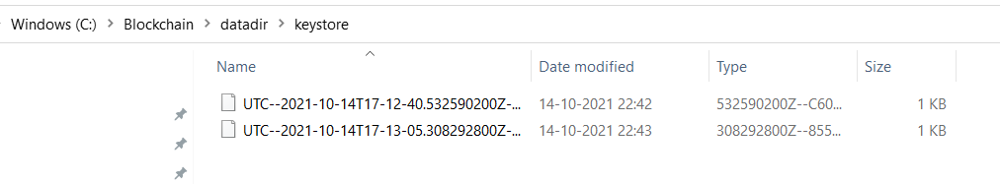 Windows (C:) > Blockchain > datadir > keystore
Name Date modified Type Size
UTC--2021-10-14T17-12-40.532590200Z-... 14-10-2021 22:42 532590200Z--C60... 1 KB
UTC--2021-10-14T17-13-05.308292800Z-... 14-10-2021 22:43 308292800Z--855... 1 KB